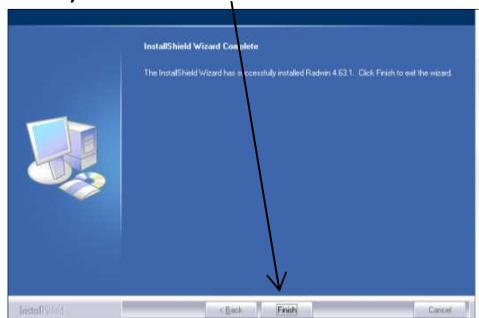 InstallShield Wizard Complete
The InstallShield Wizard has successfully installed Radwin 4.63.1. Click Finish to exit the wizard.
InstallShield
< Back Finish Cancel